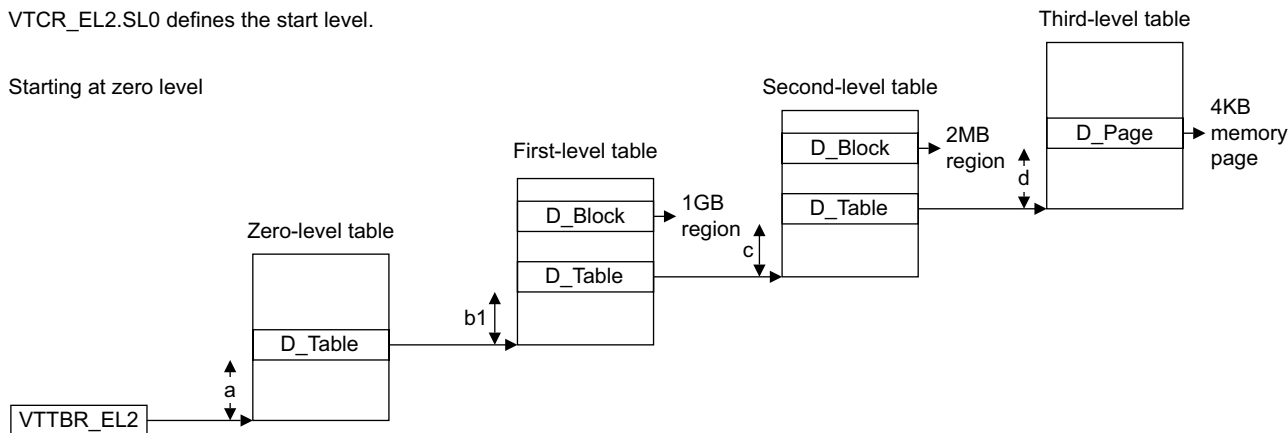 VTCR_EL2.SL0 defines the start level.
Starting at zero level
Third-level table
D_Page
4KB
memory
page
d
Second-level table
D_Block
2MB
region
D_Table
c
First-level table
D_Block
1GB
region
D_Table
b1
Zero-level table
D_Table
a
VTTBR_EL2